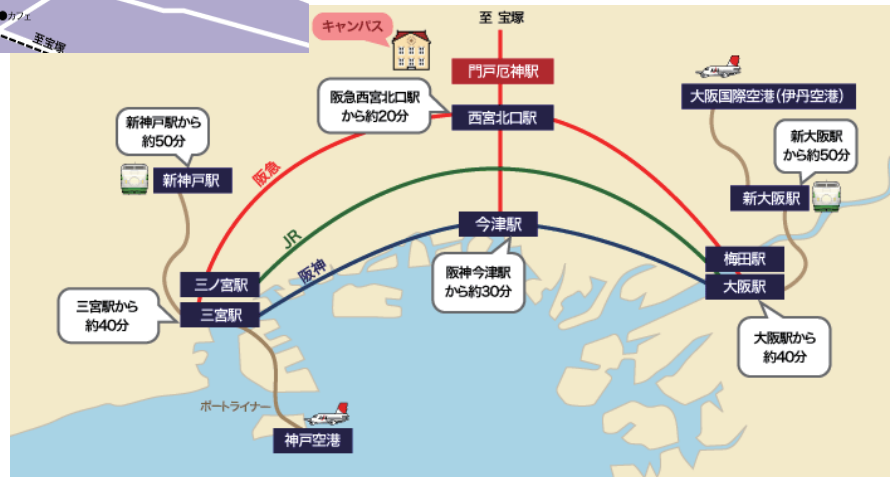 カフェ
至宝塚
キャンパス
至 宝塚
門戸厄神駅
阪急西宮北口駅
から約20分
西宮北口駅
大阪国際空港(伊丹空港)
新神戸駅から
約50分
新大阪駅
から約50分
新神戸駅
阪急
新大阪駅
JR
今津駅
阪神
梅田駅
三ノ宮駅
大阪駅
阪神今津駅
から約30分
三宮駅から
約40分
三宮駅
大阪駅から
約40分
ポートライナー
神戸空港